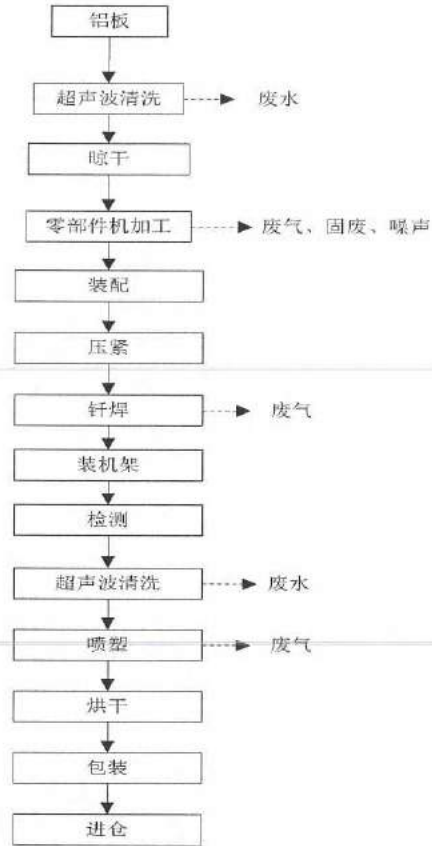 铝板
超声波清洗 废水
晾干
零部件机加工 废气、固废、噪声
装配
压紧
钎焊 废气
装机架
检测
超声波清洗 废水
喷塑 废气
烘干
包装
进仓